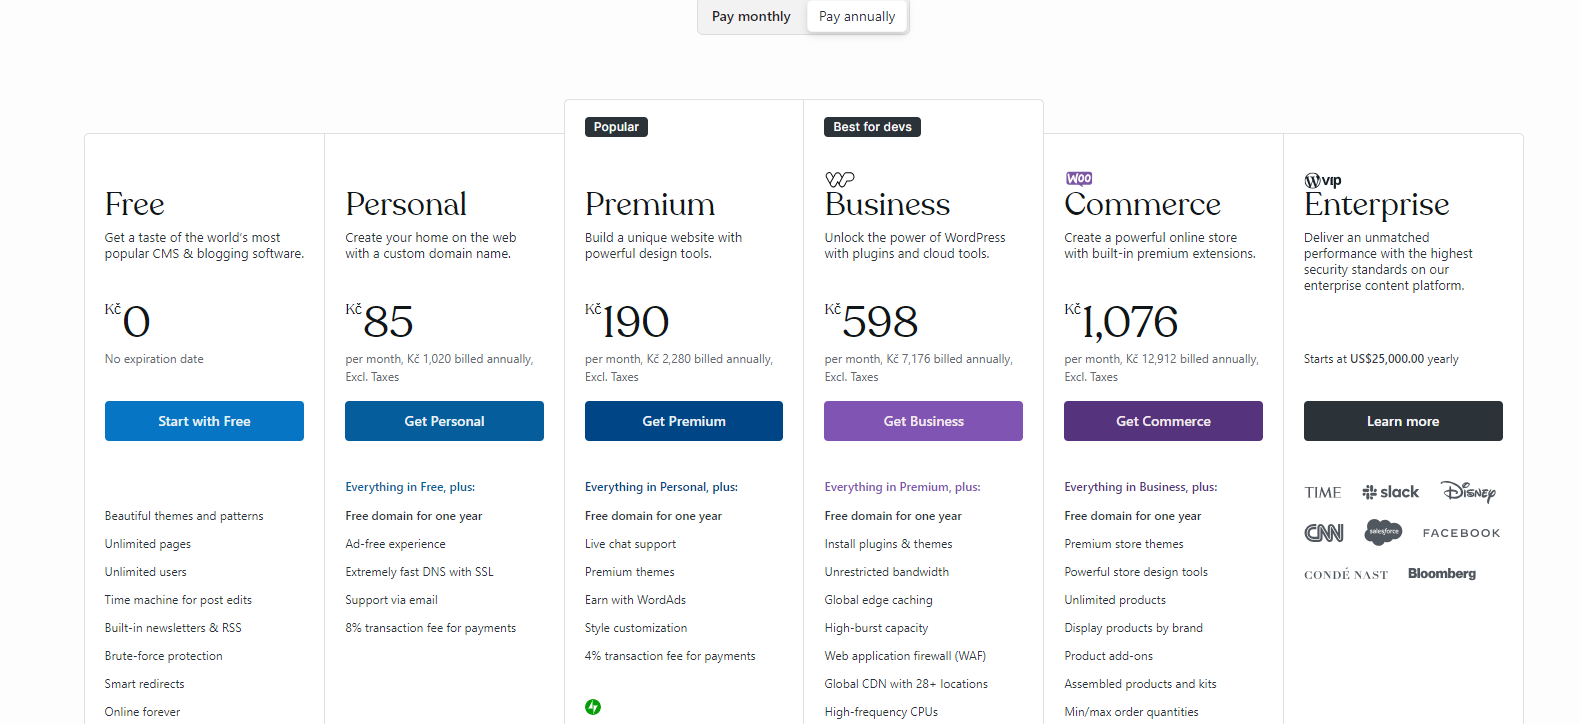 Pay monthly
Pay annually
Free
Get a taste of the world's most
popular CMS & blogging software.
Kč 0
No expiration date
Start with Free
Beautiful themes and patterns
Unlimited pages
Unlimited users
Time machine for post edits
Built-in newsletters & RSS
Brute-force protection
Smart redirects
Online forever
Personal
Create your home on the web
with a custom domain name.
Kč 85
per month, Kč 1,020 billed annually,
Excl. Taxes
Get Personal
Everything in Free, plus:
Free domain for one year
Ad-free experience
Extremely fast DNS with SSL
Support via email
8% transaction fee for payments
Popular
Premium
Build a unique website with
powerful design tools.
Kč 190
per month, Kč 2,280 billed annually,
Excl. Taxes
Get Premium
Everything in Personal, plus:
Free domain for one year
Live chat support
Premium themes
Earn with WordAds
Style customization
4% transaction fee for payments
Best for devs
Business
Unlock the power of WordPress
with plugins and cloud tools.
Kč 598
per month, Kč 7,176 billed annually,
Excl. Taxes
Get Business
Everything in Premium, plus:
Free domain for one year
Install plugins & themes
Unrestricted bandwidth
Global edge caching
High-burst capacity
Web application firewall (WAF)
Global CDN with 28+ locations
High-frequency CPUs
WOO
Commerce
Create a powerful online store
with built-in premium extensions.
Kč 1,076
per month, Kč 12,912 billed annually,
Excl. Taxes
Get Commerce
Everything in Business, plus:
Free domain for one year
Premium store themes
Powerful store design tools
Unlimited products
Display products by brand
Product add-ons
Assembled products and kits
Min/max order quantities
W VIP
Enterprise
Deliver an unmatched
performance with the highest
security standards on our
enterprise content platform.
Starts at US$25,000.00 yearly
Learn more
TIME slack Disney
CNN salesforce FACEBOOK
CONDÉ NAST Bloomberg